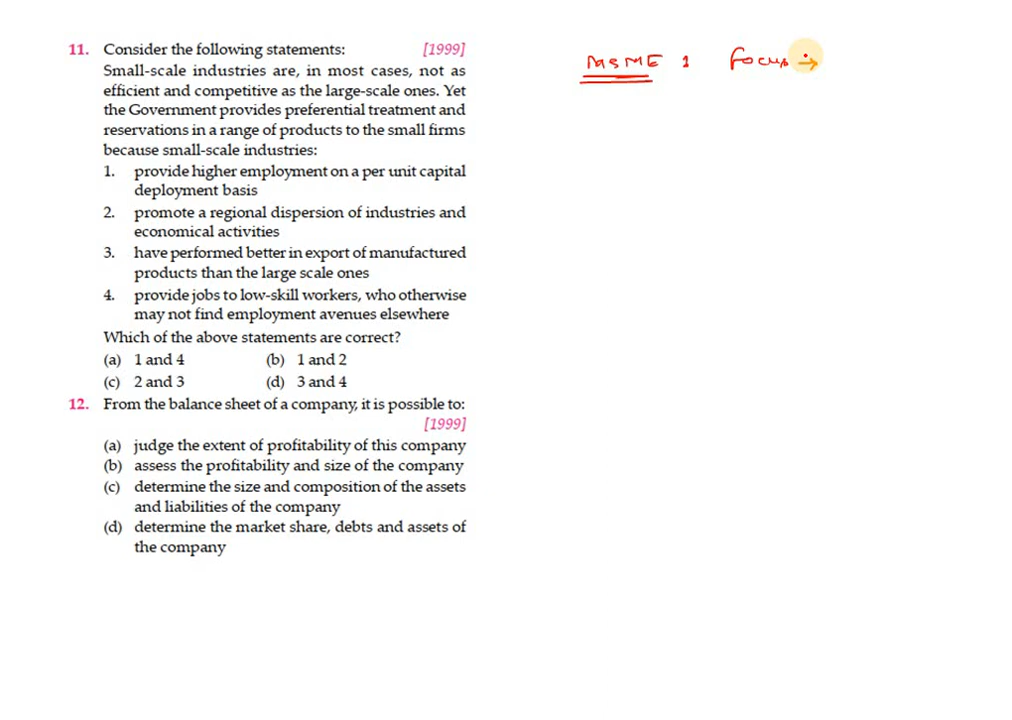 11. Consider the following statements: [1999]
Small-scale industries are, in most cases, not as
efficient and competitive as the large-scale ones. Yet
the Government provides preferential treatment and
reservations in a range of products to the small firms
because small-scale industries:
1. provide higher employment on a per unit capital
deployment basis
2. promote a regional dispersion of industries and
economical activities
3. have performed better in export of manufactured
products than the large scale ones
4. provide jobs to low-skill workers, who otherwise
may not find employment avenues elsewhere
Which of the above statements are correct?
(a) 1 and 4 (b) 1 and 2
(c) 2 and 3 (d) 3 and 4
12. From the balance sheet of a company, it is possible to:
[1999]
(a) judge the extent of profitability of this company
(b) assess the profitability and size of the company
(c) determine the size and composition of the assets
and liabilities of the company
(d) determine the market share, debts and assets of
the company
MSME : Focus →